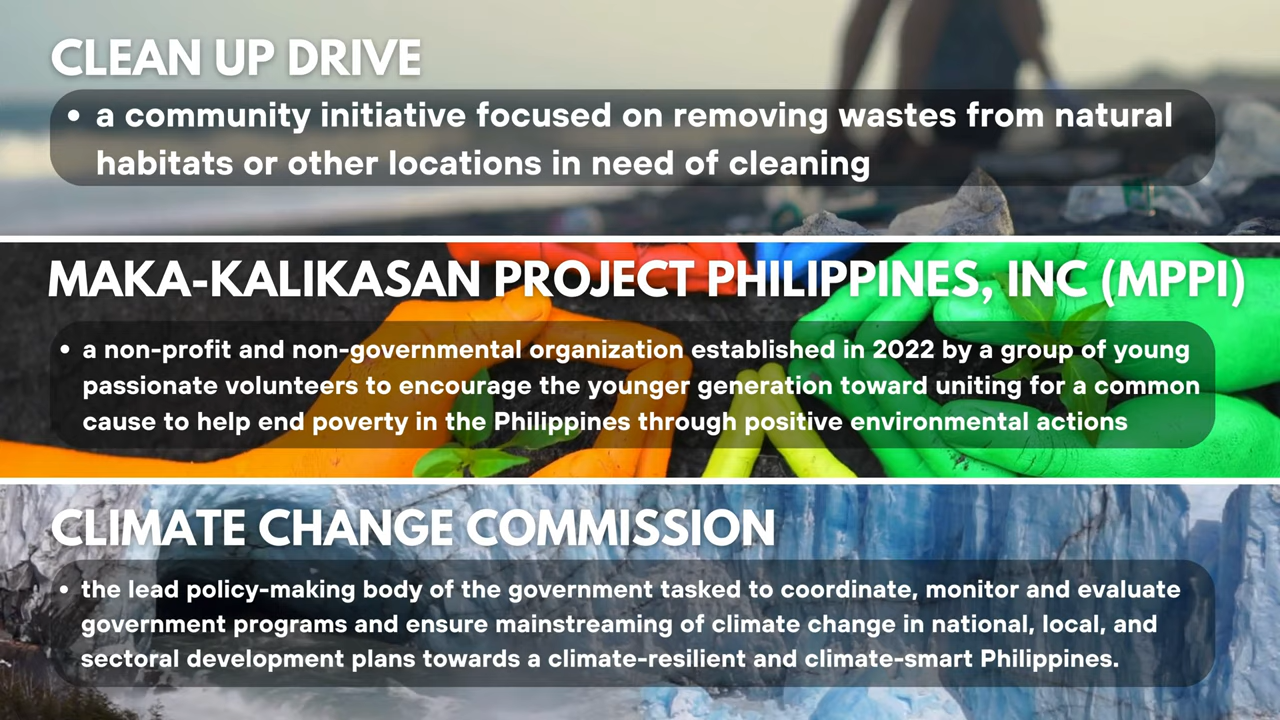 CLEAN UP DRIVE
• a community initiative focused on removing wastes from natural
habitats or other locations in need of cleaning
MAKA-KALIKASAN PROJECT PHILIPPINES, INC (MPPI)
• a non-profit and non-governmental organization established in 2022 by a group of young
passionate volunteers to encourage the younger generation toward uniting for a common
cause to help end poverty in the Philippines through positive environmental actions
CLIMATE CHANGE COMMISSION
• the lead policy-making body of the government tasked to coordinate, monitor and evaluate
government programs and ensure mainstreaming of climate change in national, local, and
sectoral development plans towards a climate-resilient and climate-smart Philippines.